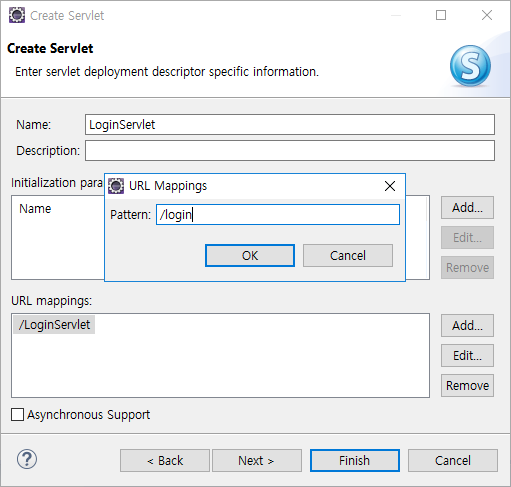 Create Servlet
Create Servlet
Enter servlet deployment descriptor specific information.
S
Name: LoginServlet
Description:
Initialization para
Name
Add...
Edit...
Remove
URL Mappings
Pattern: /login
OK Cancel
URL mappings:
/LoginServlet
Add...
Edit...
Remove
Asynchronous Support
? < Back Next > Finish Cancel